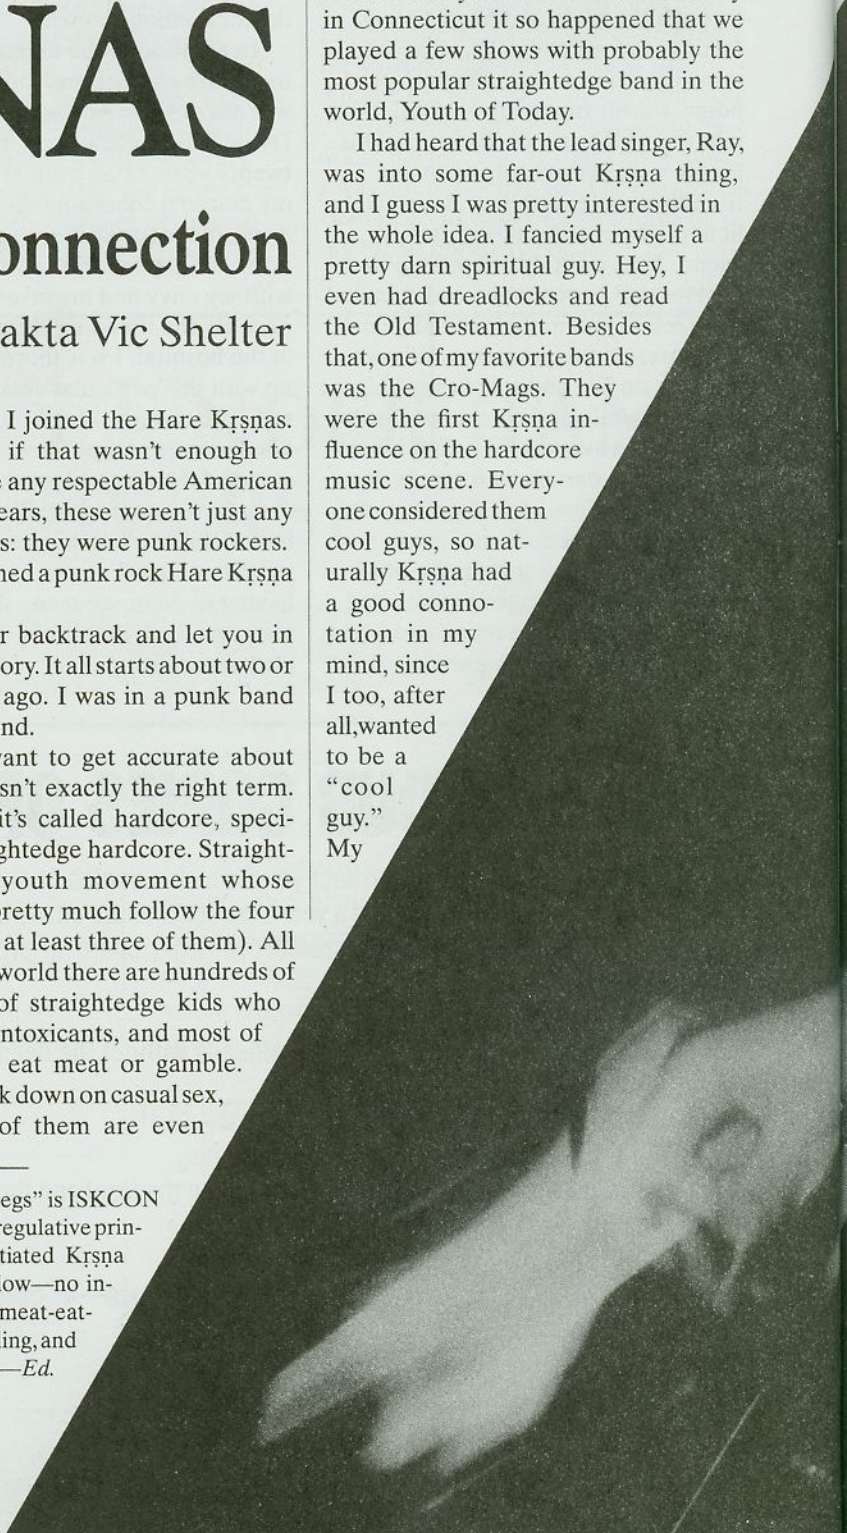 NAS
onnection
akta Vic Shelter
I joined the Hare Kṛṣṇas.
if that wasn't enough to
any respectable American
ears, these weren't just any
s: they were punk rockers.
ned a punk rock Hare Kṛṣṇa
r backtrack and let you in
ory. It all starts about two or
ago. I was in a punk band
nd.
ant to get accurate about
sn't exactly the right term.
it's called hardcore, speci-
ghtedge hardcore. Straight-
youth movement whose
pretty much follow the four
at least three of them). All
world there are hundreds of
of straightedge kids who
ntoxicants, and most of
eat meat or gamble.
k down on casual sex,
of them are even
egs” is ISKCON
regulative prin-
tiated Kṛṣṇa
low—no in-
meat-eat-
ling, and
—Ed.
in Connecticut it so happened that we
played a few shows with probably the
most popular straightedge band in the
world, Youth of Today.
I had heard that the lead singer, Ray,
was into some far-out Kṛṣṇa thing,
and I guess I was pretty interested in
the whole idea. I fancied myself a
pretty darn spiritual guy. Hey, I
even had dreadlocks and read
the Old Testament. Besides
that, one of my favorite bands
was the Cro-Mags. They
were the first Kṛṣṇa in-
fluence on the hardcore
music scene. Every-
one considered them
cool guys, so nat-
urally Kṛṣṇa had
a good conno-
tation in my
mind, since
I too, after
all,wanted
to be a
“cool
guy.”
My